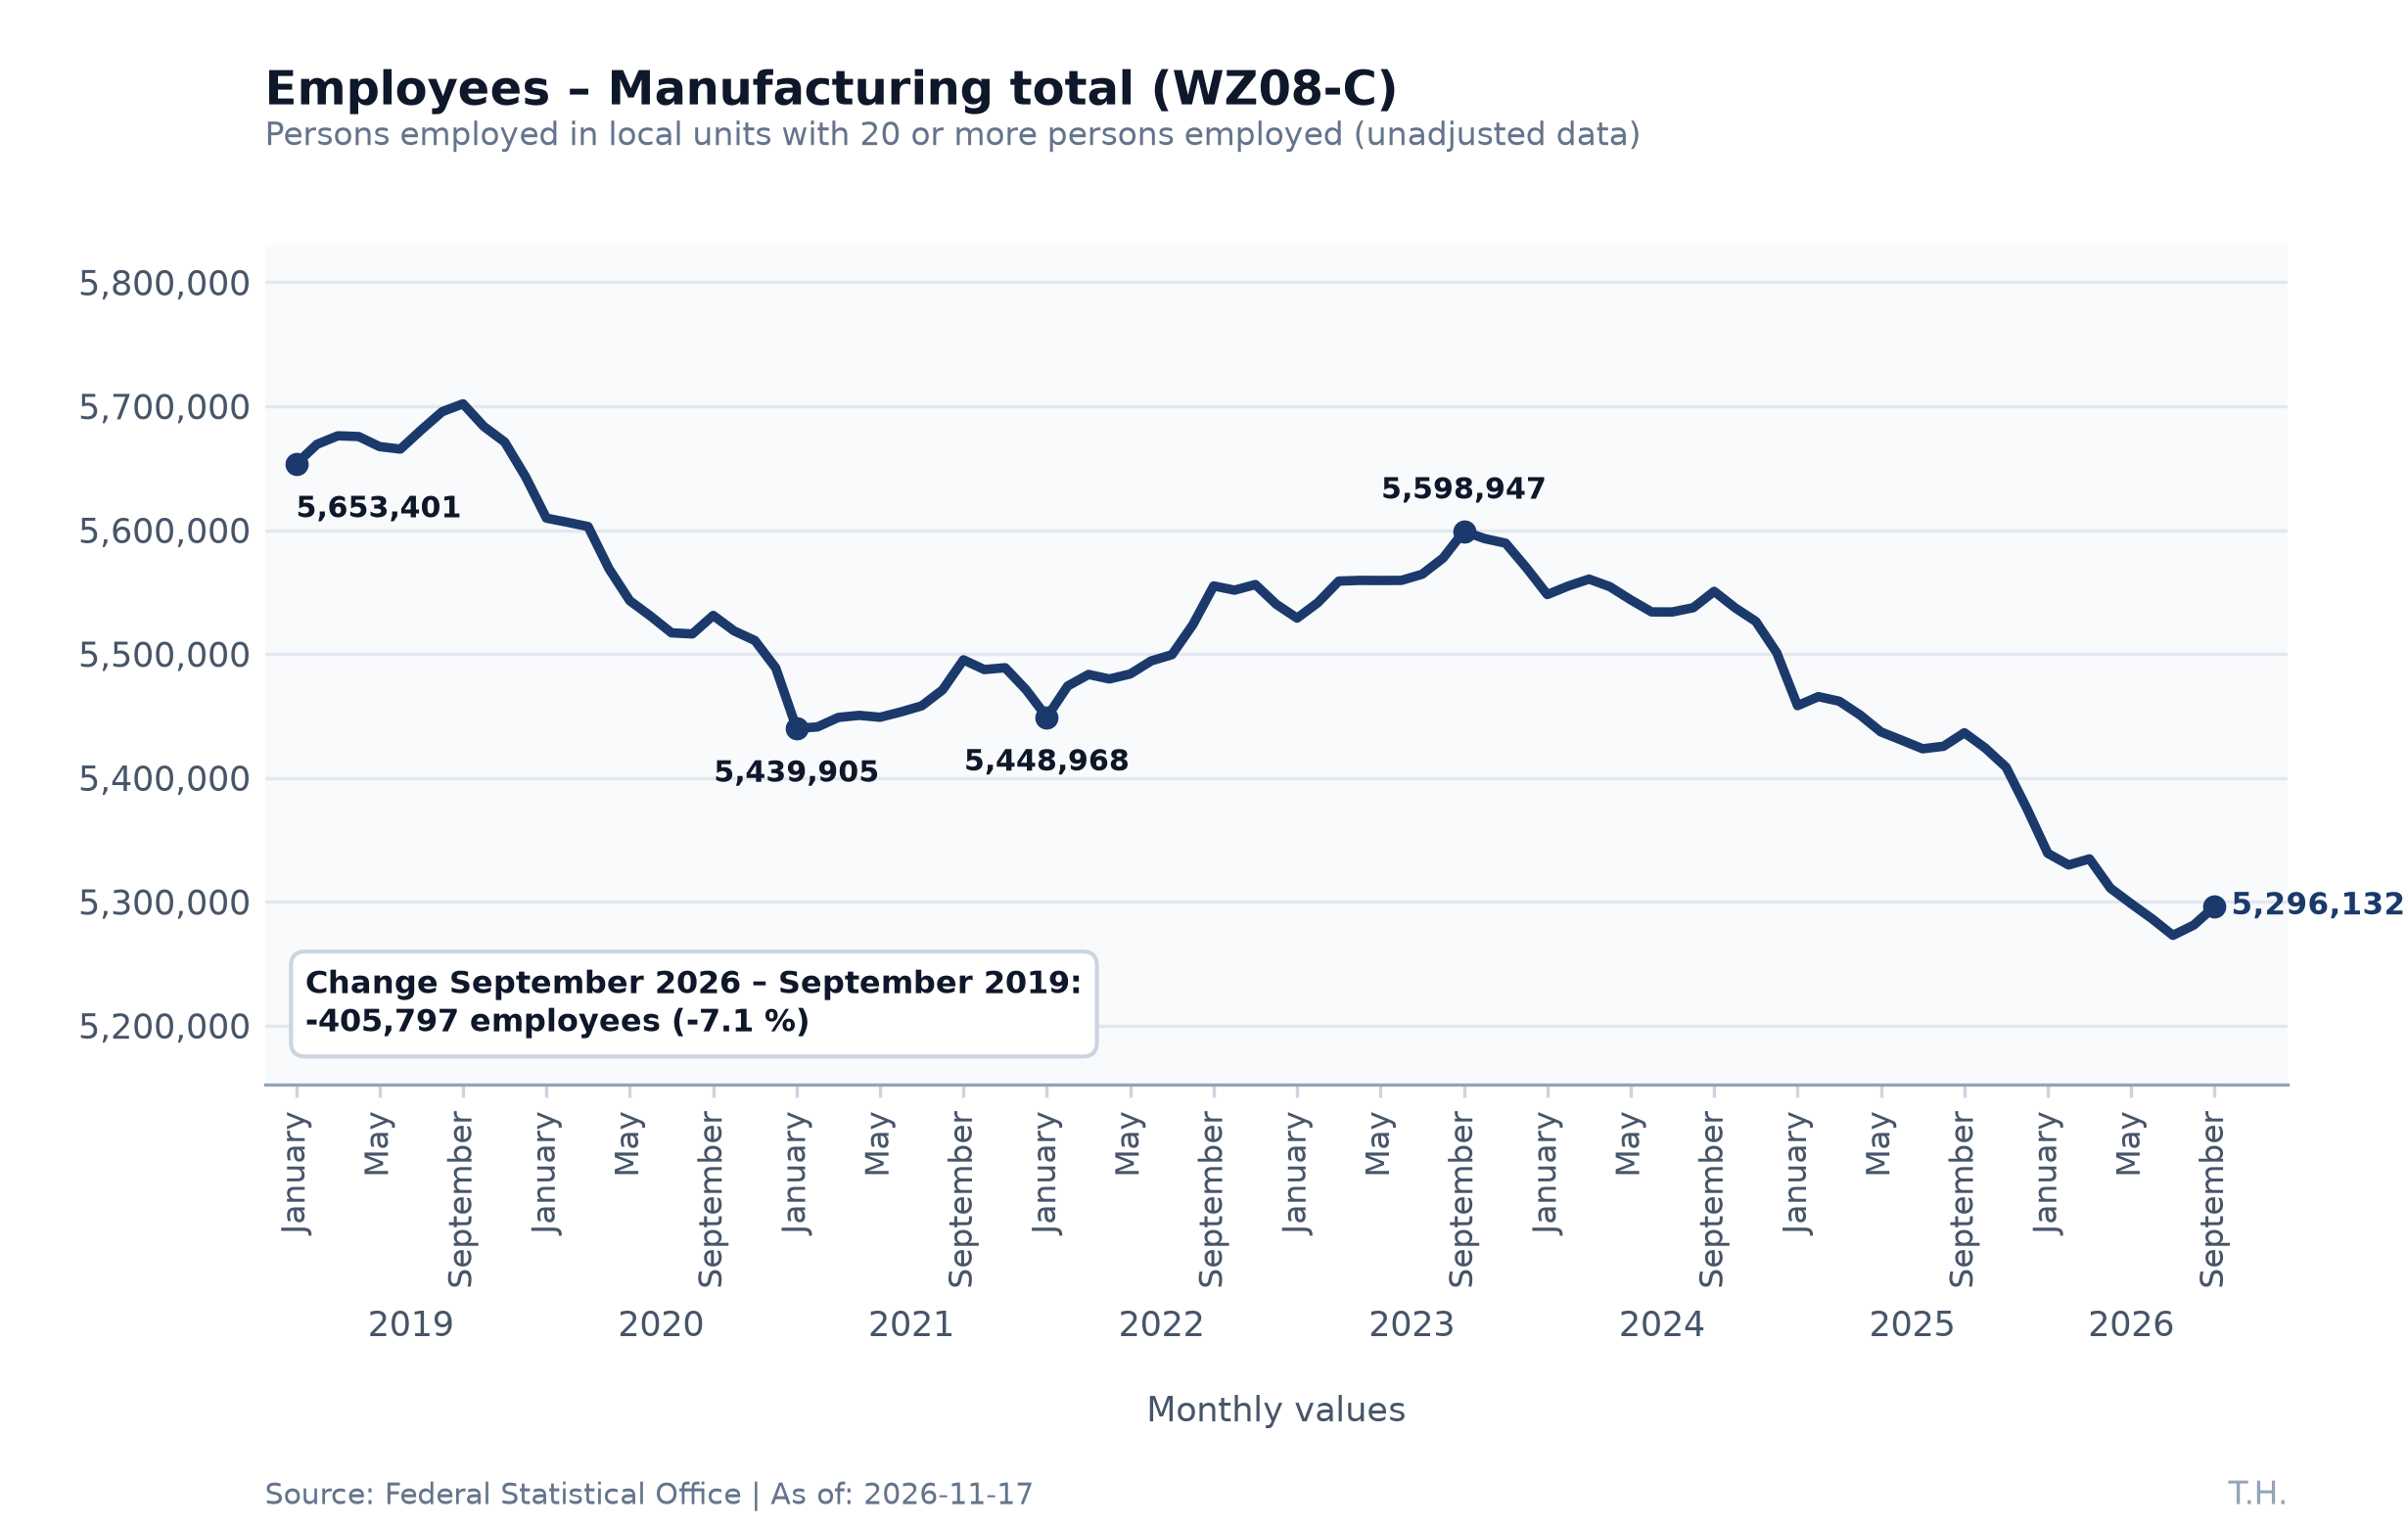 Employees – Manufacturing total (WZ08-C)
Persons employed in local units with 20 or more persons employed (unadjusted data)
5,800,000
5,700,000
5,600,000
5,500,000
5,400,000
5,300,000
5,200,000
5,653,401
5,439,905
5,448,968
5,598,947
5,296,132
Change September 2026 – September 2019:
-405,797 employees (-7.1 %)
January
May
September
January
May
September
January
May
September
January
May
September
January
May
September
January
May
September
January
May
September
January
May
September
2019
2020
2021
2022
2023
2024
2025
2026
Monthly values
Source: Federal Statistical Office | As of: 2026-11-17
T.H.